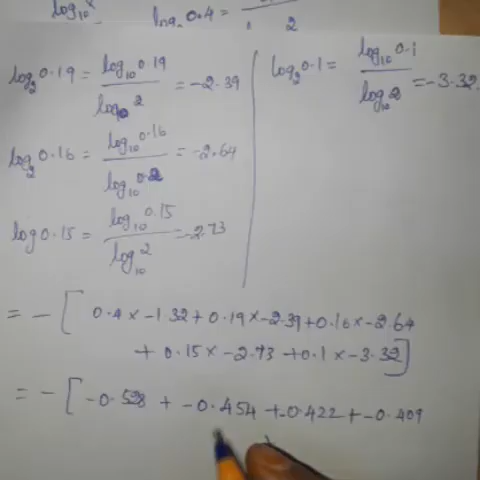 log₁₀ˣ
log₂ 0.4 =
2
log₂ 0.19 = log₁₀ 0.19 / log₁₀ 2 = -2.39
log₂ 0.1 = log₁₀ 0.1 / log₁₀ 2 = -3.32
log₂ 0.16 = log₁₀ 0.16 / log₁₀ 0.2 = -2.64
log 0.15 = log₁₀ 0.15 / log₁₀ 2 = -2.73
= - [ 0.4 x -1.32 + 0.19 x -2.39 + 0.16 x -2.64
+ 0.15 x -2.73 + 0.1 x -3.32 ]
= - [ -0.528 + -0.454 + -0.422 + -0.409